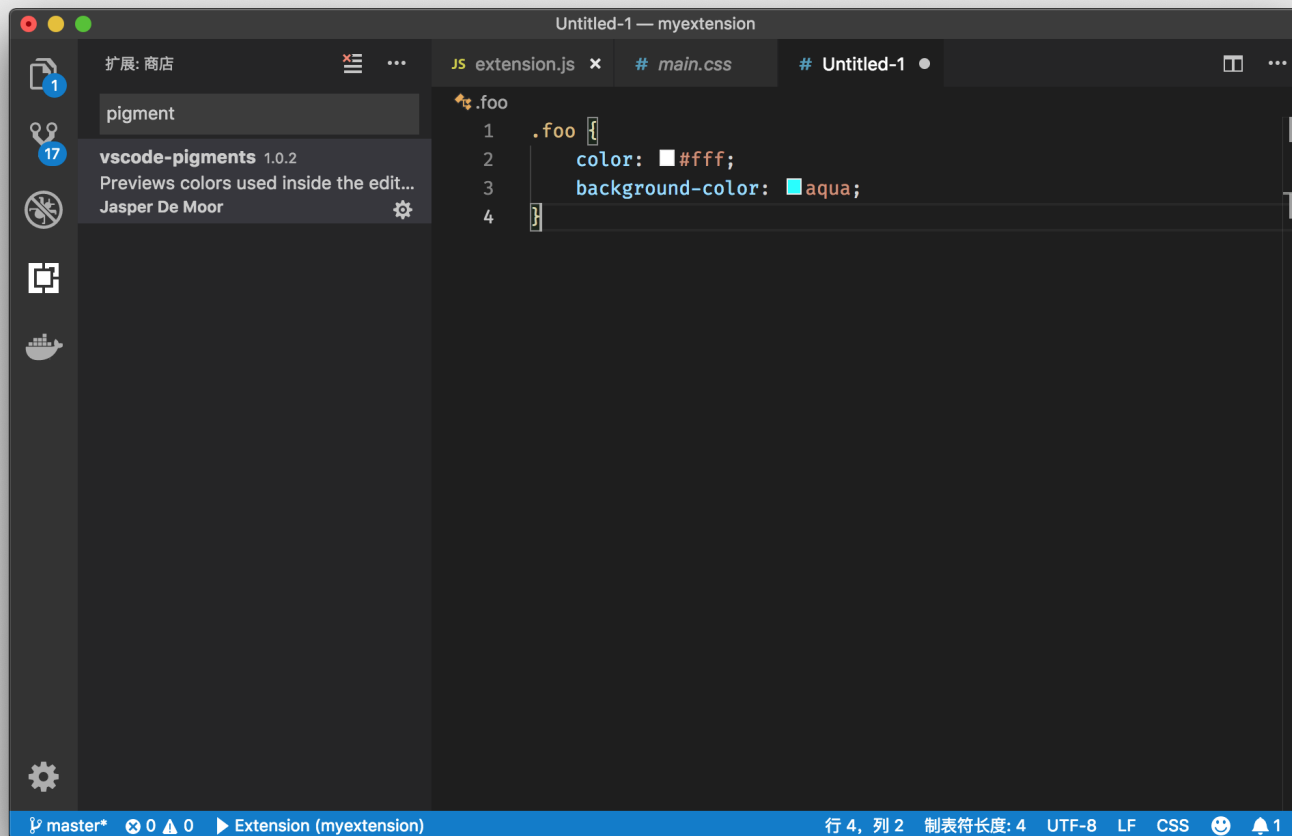 Untitled-1 — myextension
扩展: 商店
JS extension.js
# main.css
# Untitled-1
1
17
pigment
vscode-pigments 1.0.2
Previews colors used inside the edit...
Jasper De Moor
.foo
1 .foo {
2 color: #fff;
3 background-color: aqua;
4 }
master* 0 0 Extension (myextension)
行 4，列 2 制表符长度: 4 UTF-8 LF CSS 1